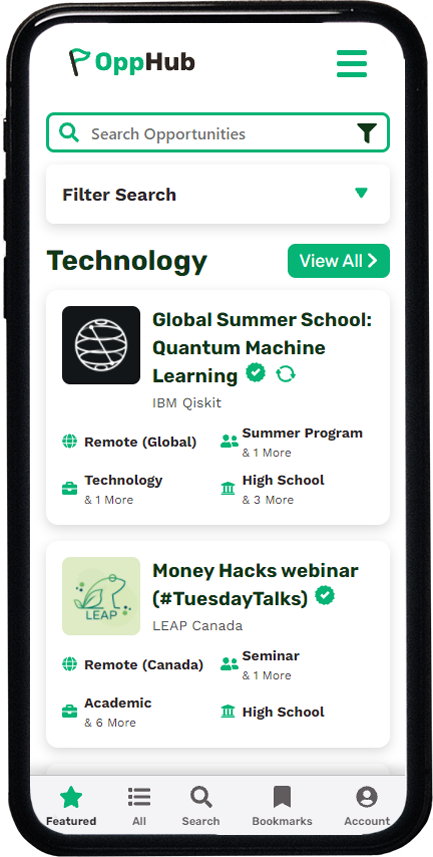 OppHub
Search Opportunities
Filter Search
Technology
View All
Global Summer School:
Quantum Machine
Learning
IBM Qiskit
Remote (Global)
Summer Program
& 1 More
Technology
& 1 More
High School
& 3 More
LEAP
Money Hacks webinar
(#TuesdayTalks)
LEAP Canada
Remote (Canada)
Seminar
& 1 More
Academic
& 6 More
High School
Featured
All
Search
Bookmarks
Account